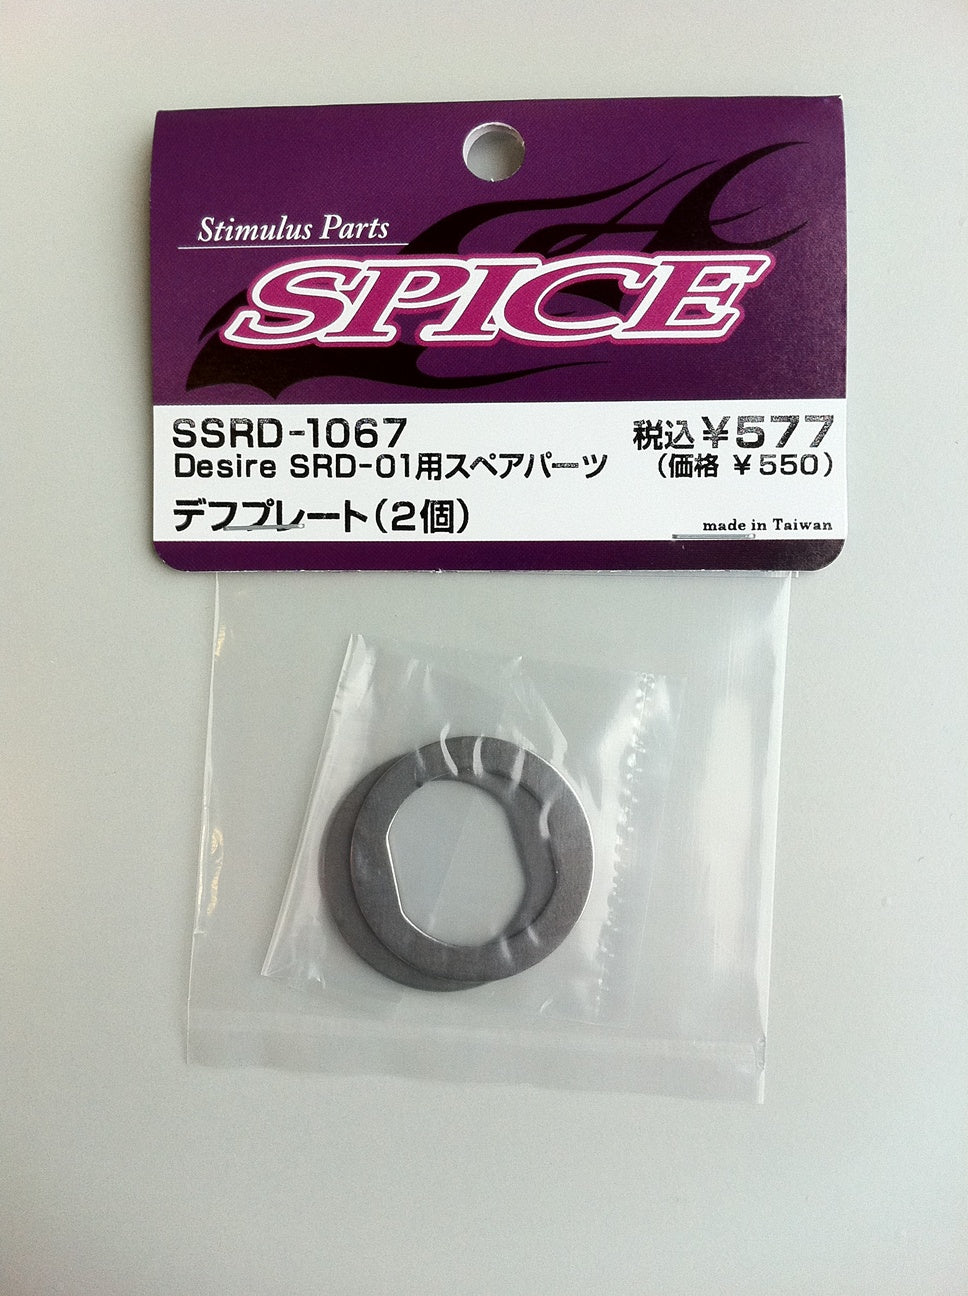 Stimulus Parts
SPICE
SSRD-1067 税込¥577
Desire SRD-01用スペアパーツ (価格 ¥550)
デフプレート(2個)
made in Taiwan